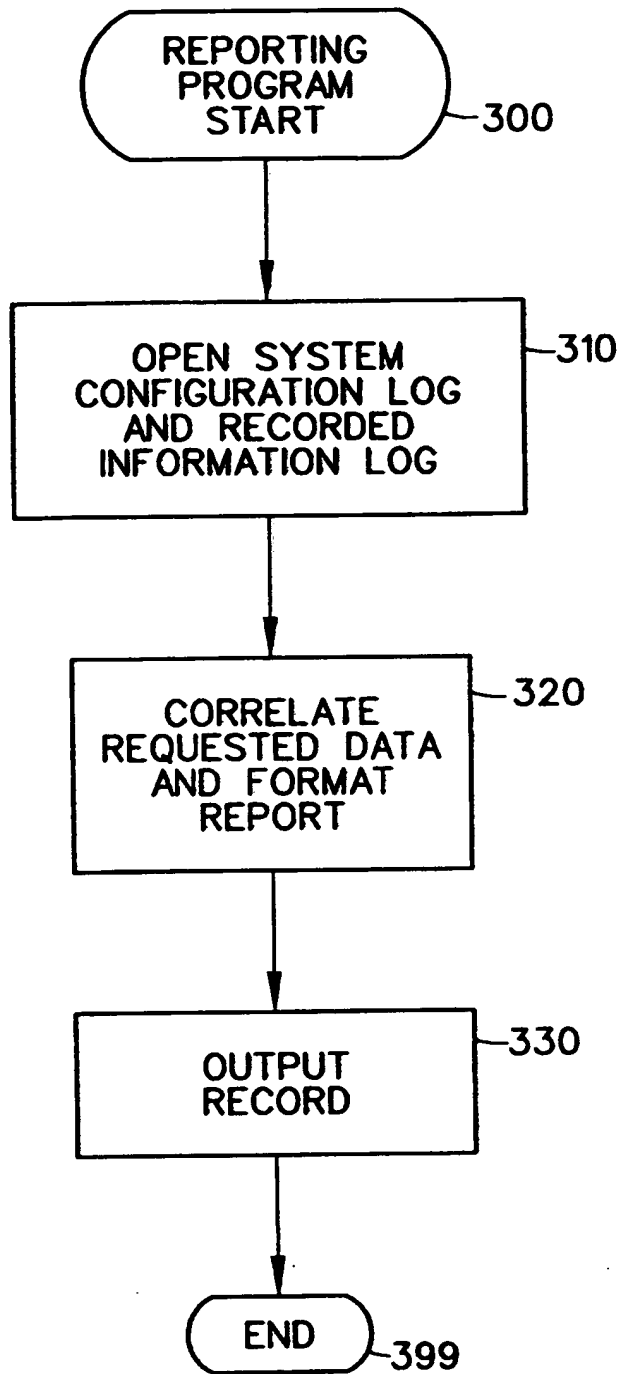 REPORTING
PROGRAM
START
300
OPEN SYSTEM
CONFIGURATION LOG
AND RECORDED
INFORMATION LOG
310
CORRELATE
REQUESTED DATA
AND FORMAT
REPORT
320
OUTPUT
RECORD
330
END
399